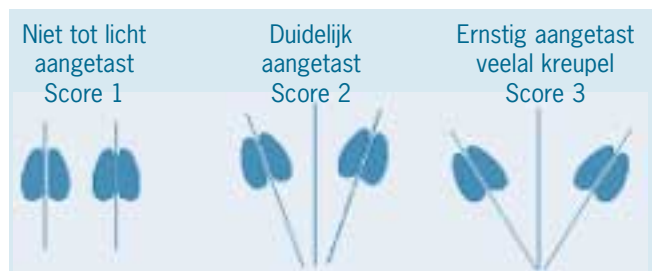 Niet tot licht
aangetast
Score 1
Duidelijk
aangetast
Score 2
Ernstig aangetast
veelal kreupel
Score 3